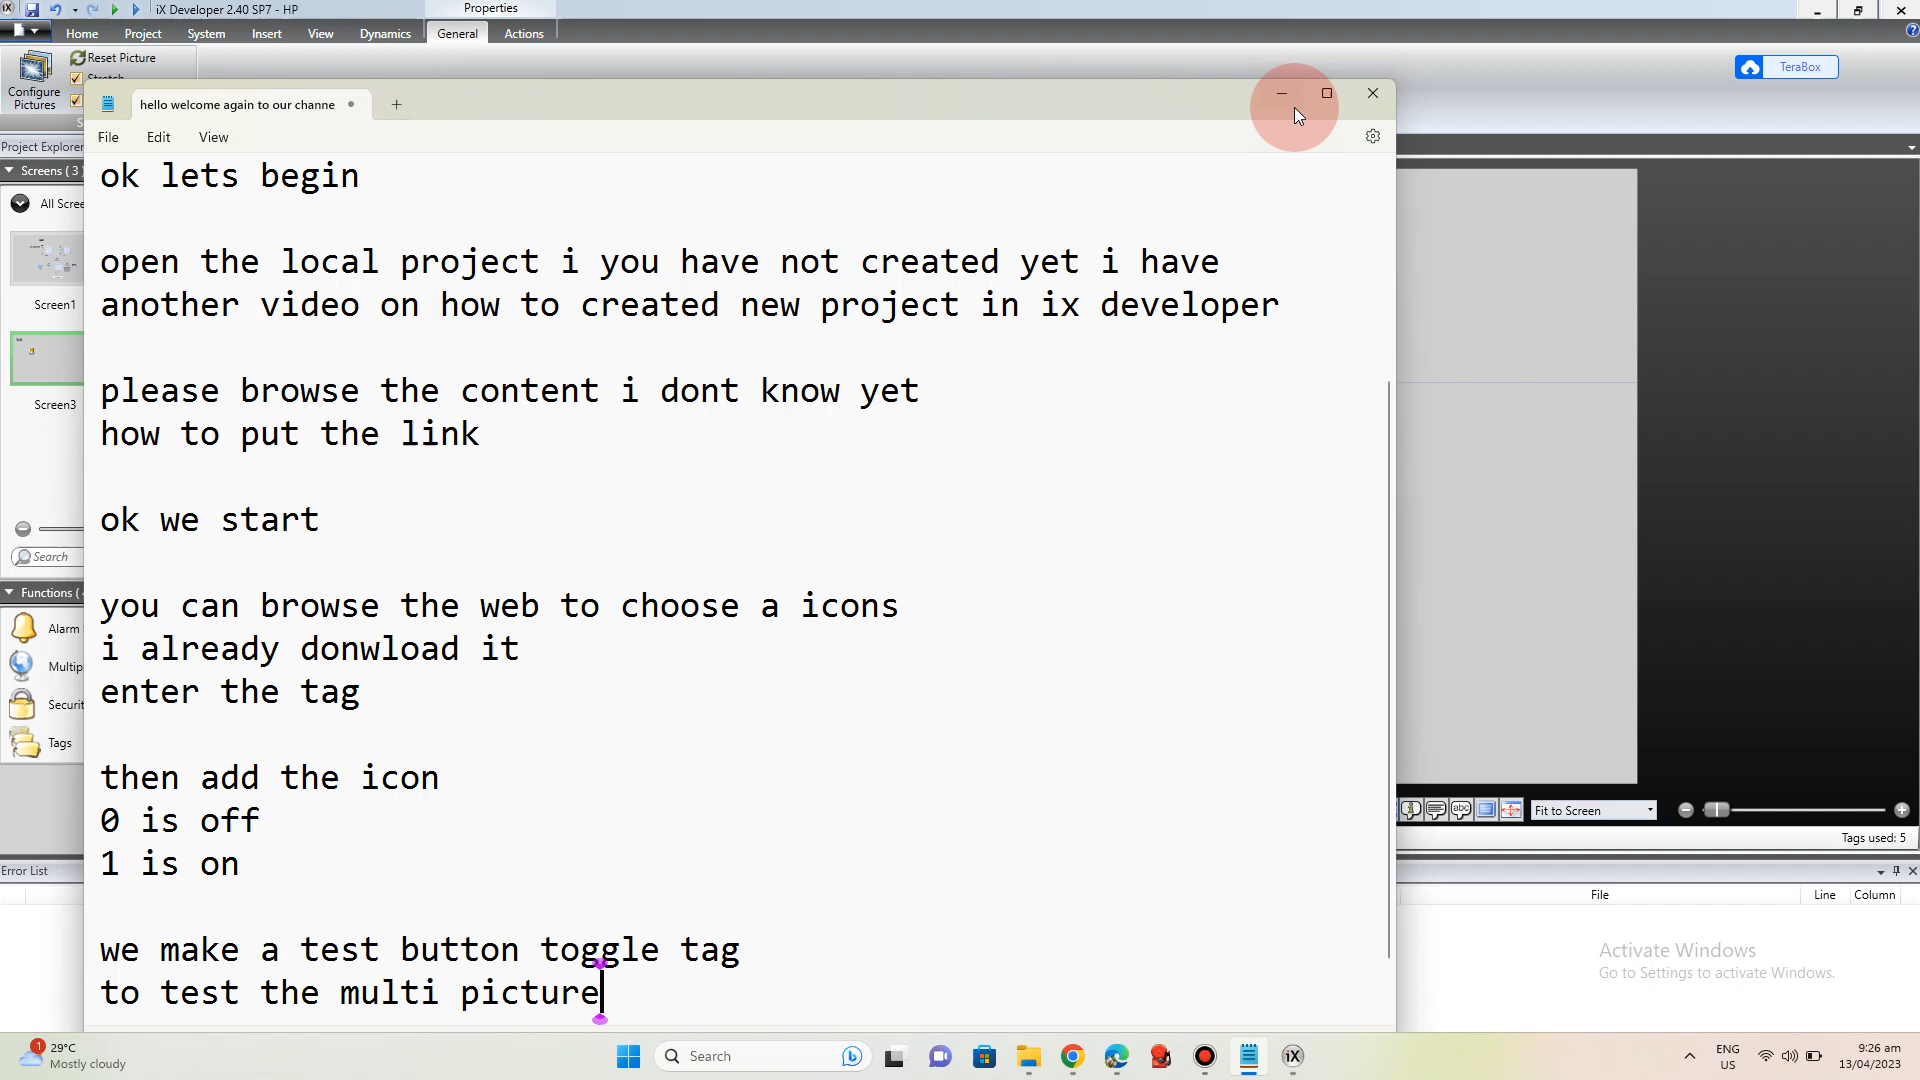 iX Developer 2.40 SP7 - HP
Properties
Home
Project
System
Insert
View
Dynamics
General
Actions
Reset Picture
Configure
Pictures
TeraBox
hello welcome again to our channe
File
Edit
View
Project Explorer
Screens ( 3 )
Screen1
Screen3
Search
Functions (
Alarm
Tags
ok lets begin
open the local project i you have not created yet i have
another video on how to created new project in ix developer
please browse the content i dont know yet
how to put the link
ok we start
you can browse the web to choose a icons
i already donwload it
enter the tag
then add the icon
0 is off
1 is on
we make a test button toggle tag
to test the multi picture
abc
Fit to Screen
Tags used: 5
Error List
File
Line
Column
Activate Windows
Go to Settings to activate Windows.
1
29°C
Mostly cloudy
Search
iX
ENG
US
9:26 am
13/04/2023